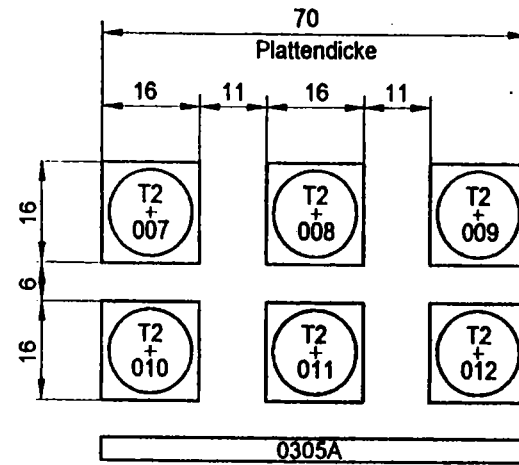 70
Plattendicke
16 11 16 11
16
T2
+
007
T2
+
008
T2
+
009
6
16
T2
+
010
T2
+
011
T2
+
012
0305A